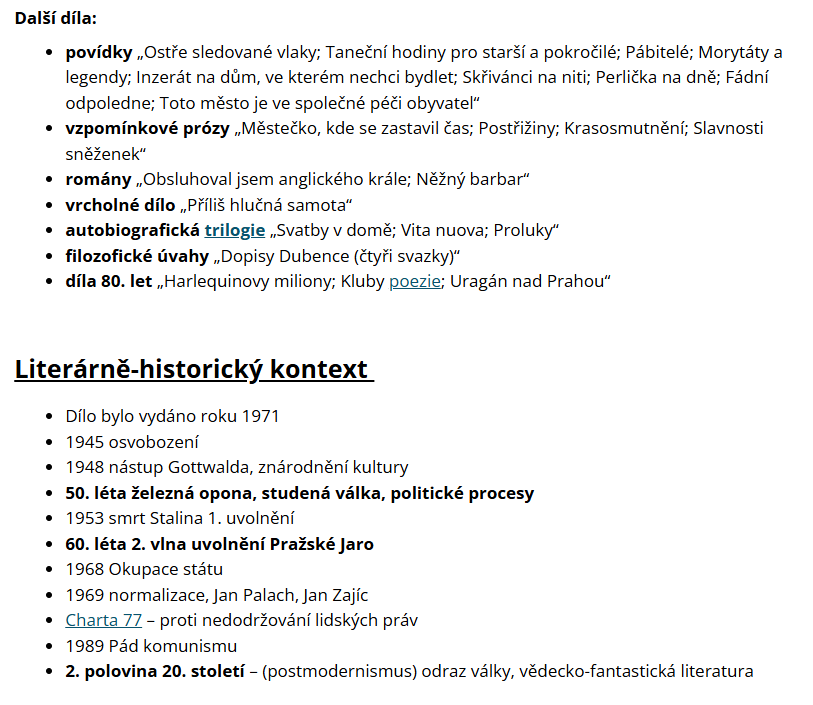 Další díla:
• povídky „Ostře sledované vlaky; Taneční hodiny pro starší a pokročilé; Pábitelé; Morytáty a
legendy; Inzerát na dům, ve kterém nechci bydlet; Skřivánci na niti; Perlička na dně; Fádní
odpoledne; Toto město je ve společné péči obyvatel“
• vzpomínkové prózy „Městečko, kde se zastavil čas; Postřižiny; Krasosmutnění; Slavnosti
sněženek“
• romány „Obsluhoval jsem anglického krále; Něžný barbar“
• vrcholné dílo „Příliš hlučná samota“
• autobiografická trilogie „Svatby v domě; Vita nuova; Proluky“
• filozofické úvahy „Dopisy Dubence (čtyři svazky)“
• díla 80. let „Harlequinovy miliony; Kluby poezie; Uragán nad Prahou“
Literárně-historický kontext
• Dílo bylo vydáno roku 1971
• 1945 osvobození
• 1948 nástup Gottwalda, znárodnění kultury
• 50. léta železná opona, studená válka, politické procesy
• 1953 smrt Stalina 1. uvolnění
• 60. léta 2. vlna uvolnění Pražské Jaro
• 1968 Okupace státu
• 1969 normalizace, Jan Palach, Jan Zajíc
• Charta 77 – proti nedodržování lidských práv
• 1989 Pád komunismu
• 2. polovina 20. století – (postmodernismus) odraz války, vědecko-fantastická literatura